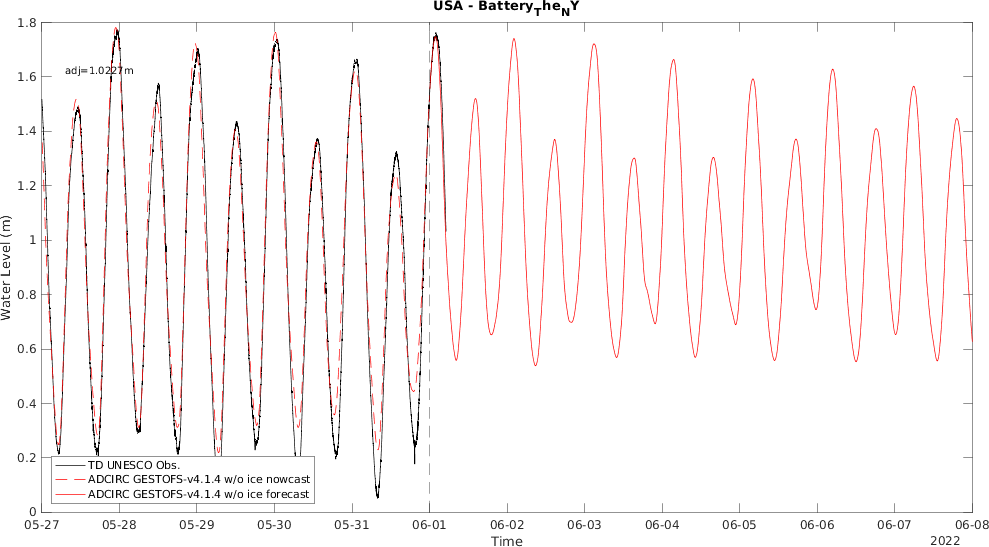 USA - Battery_The_NY
1.8
adj=1.0227m
1.6
1.4
1.2
1
0.8
0.6
0.4
0.2
0
Water Level (m)
TD UNESCO Obs.
ADCIRC GESTOFS-v4.1.4 w/o ice nowcast
ADCIRC GESTOFS-v4.1.4 w/o ice forecast
05-27 05-28 05-29 05-30 05-31 06-01 06-02 06-03 06-04 06-05 06-06 06-07 06-08
Time
2022